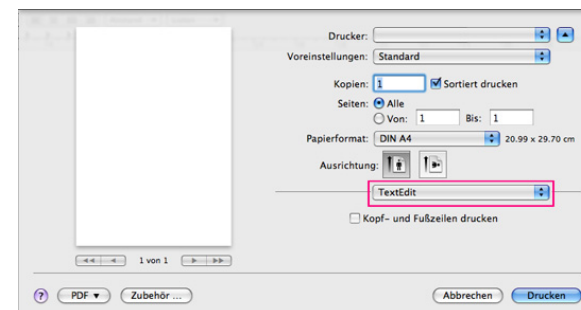 Drucker:
Voreinstellungen: Standard
Kopien: 1 Sortiert drucken
Seiten: Alle
Von: 1 Bis: 1
Papierformat: DIN A4 20.99 x 29.70 cm
Ausrichtung:
TextEdit
Kopf- und Fußzeilen drucken
1 von 1
? PDF Zubehör ... Abbrechen Drucken